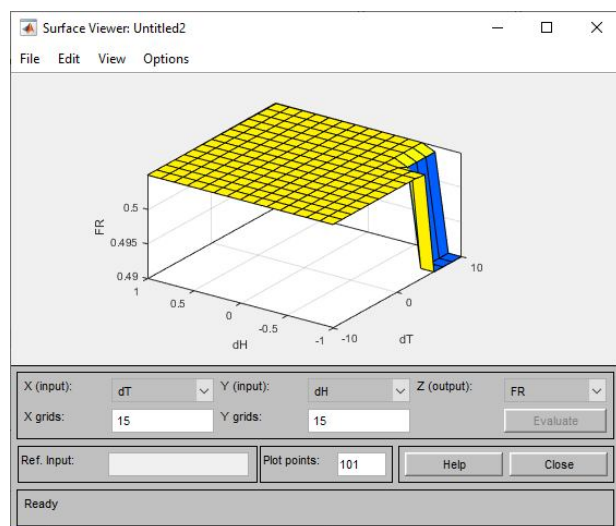 Surface Viewer: Untitled2
File Edit View Options
FR
0.5
0.495
0.49
1
0.5
0
-0.5
-1
dH
-10
0
10
dT
X (input): dT Y (input): dH Z (output): FR
X grids: 15 Y grids: 15 Evaluate
Ref. Input: Plot points: 101 Help Close
Ready